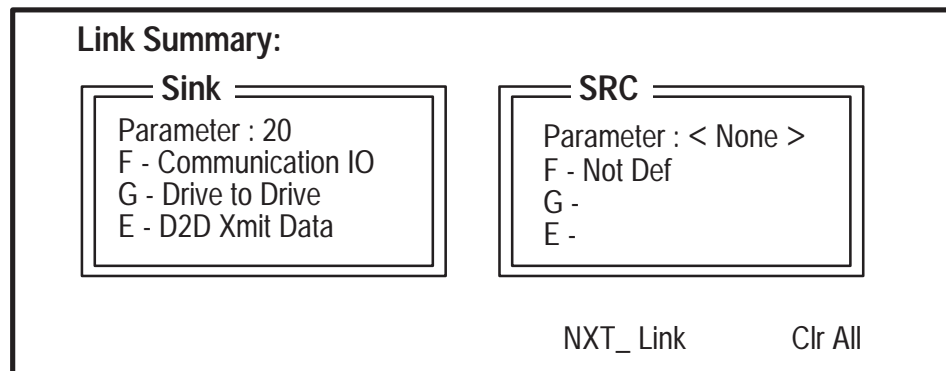 Link Summary:
Sink
Parameter : 20
F - Communication IO
G - Drive to Drive
E - D2D Xmit Data
SRC
Parameter : < None >
F - Not Def
G -
E -
NXT_ Link Clr All